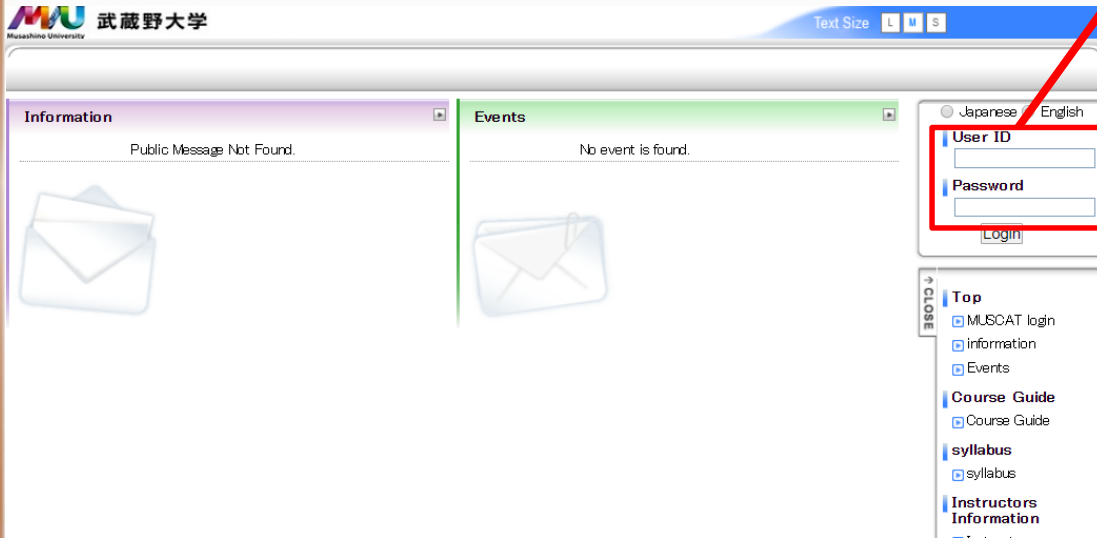 MU 武蔵野大学
Musashino University
Text Size L M S
Information
Public Message Not Found.
Events
No event is found.
Japanese English
User ID
Password
Login
→ CLOSE
Top
MUSCAT login
information
Events
Course Guide
Course Guide
syllabus
syllabus
Instructors
Information